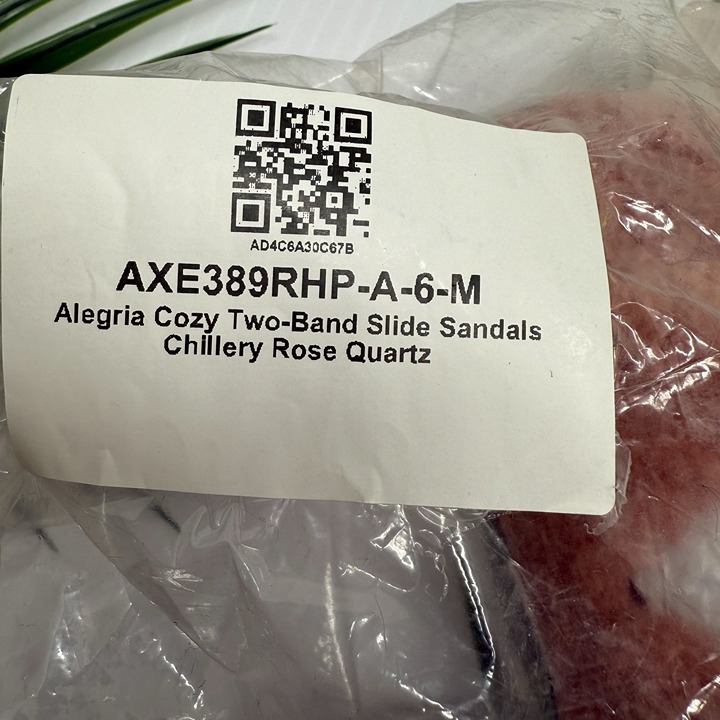 AD4C6A30C67B
AXE389RHP-A-6-M
Alegria Cozy Two-Band Slide Sandals
Chillery Rose Quartz